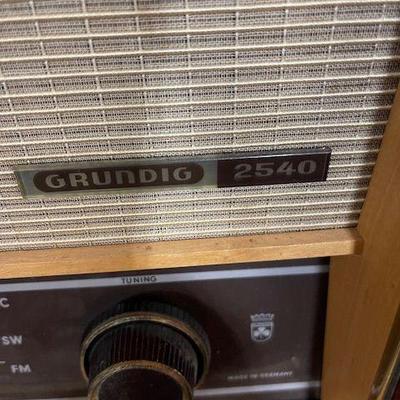 GRUNDIG 2540
TUNING
C
SW
FM
MADE IN GERMANY